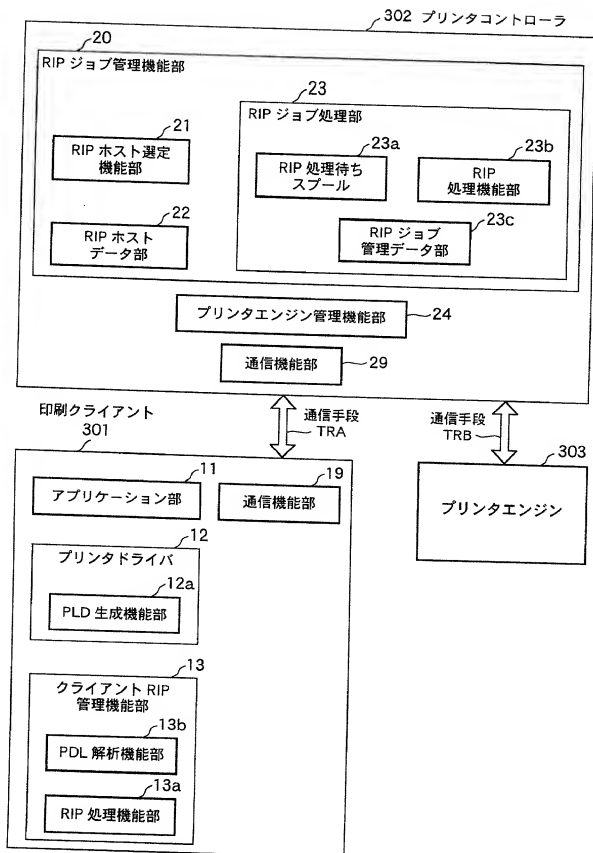 302 プリンタコントローラ
20
RIP ジョブ管理機能部
23
RIP ジョブ処理部
21
RIP ホスト選定
機能部
23a
RIP 処理待ち
スプール
23b
RIP
処理機能部
22
RIP ホスト
データ部
23c
RIP ジョブ
管理データ部
プリンタエンジン管理機能部
24
通信機能部
29
印刷クライアント
301
通信手段
TRA
通信手段
TRB
303
プリンタエンジン
11
アプリケーション部
19
通信機能部
12
プリンタドライバ
12a
PLD 生成機能部
13
クライアント RIP
管理機能部
13b
PDL 解析機能部
13a
RIP 処理機能部